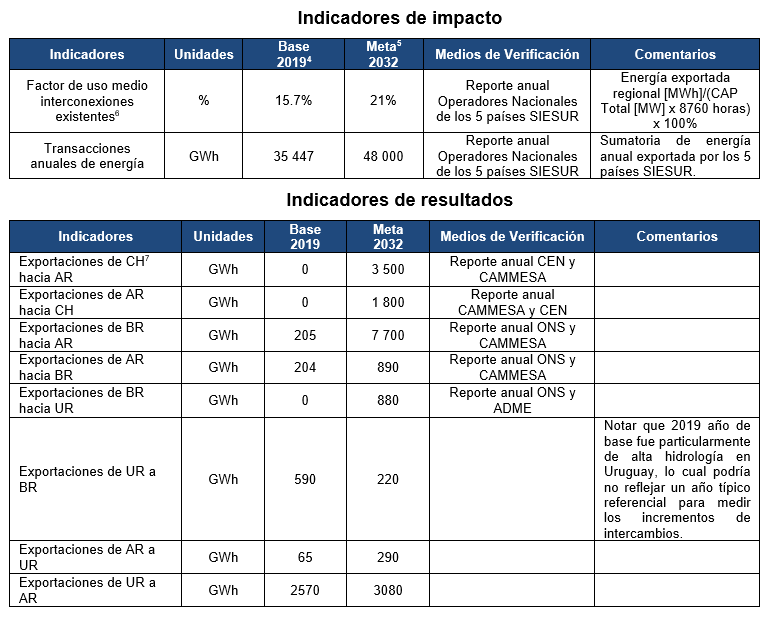 Indicadores de impacto
Indicadores Unidades Base 2019⁴ Meta⁵ 2032 Medios de Verificación Comentarios
Factor de uso medio
interconexiones
existentes⁶
%
15.7%
21%
Reporte anual
Operadores Nacionales
de los 5 países SIESUR
Energía exportada
regional [MWh]/(CAP
Total [MW] x 8760 horas)
x 100%
Transacciones
anuales de energía
GWh
35 447
48 000
Reporte anual
Operadores Nacionales
de los 5 países SIESUR
Sumatoria de energía
anual exportada por los 5
países SIESUR.
Indicadores de resultados
Indicadores Unidades Base 2019 Meta 2032 Medios de Verificación Comentarios
Exportaciones de CH⁷
hacia AR
GWh
0
3 500
Reporte anual CEN y
CAMMESA
Exportaciones de AR
hacia CH
GWh
0
1 800
Reporte anual
CAMMESA y CEN
Exportaciones de BR
hacia AR
GWh
205
7 700
Reporte anual ONS y
CAMMESA
Exportaciones de AR
hacia BR
GWh
204
890
Reporte anual ONS y
CAMMESA
Exportaciones de BR
hacia UR
GWh
0
880
Reporte anual ONS y
ADME
Exportaciones de UR a
BR
GWh
590
220
Notar que 2019 año de
base fue particularmente
de alta hidrología en
Uruguay, lo cual podría
no reflejar un año típico
referencial para medir
los incrementos de
intercambios.
Exportaciones de AR a
UR
GWh
65
290
Exportaciones de UR a
AR
GWh
2570
3080